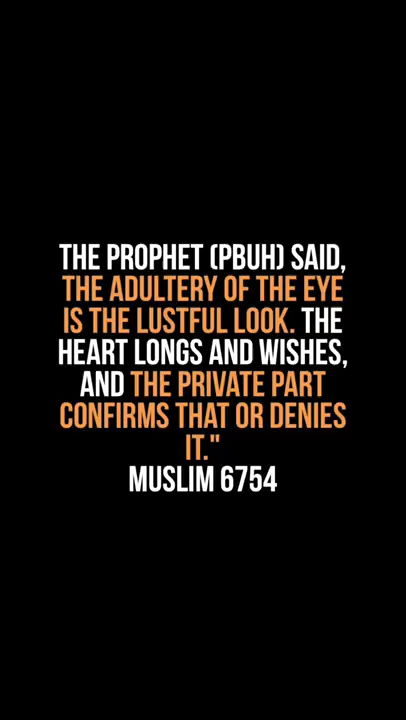 THE PROPHET (PBUH) SAID,
THE ADULTERY OF THE EYE
IS THE LUSTFUL LOOK. THE
HEART LONGS AND WISHES,
AND THE PRIVATE PART
CONFIRMS THAT OR DENIES
IT."
MUSLIM 6754